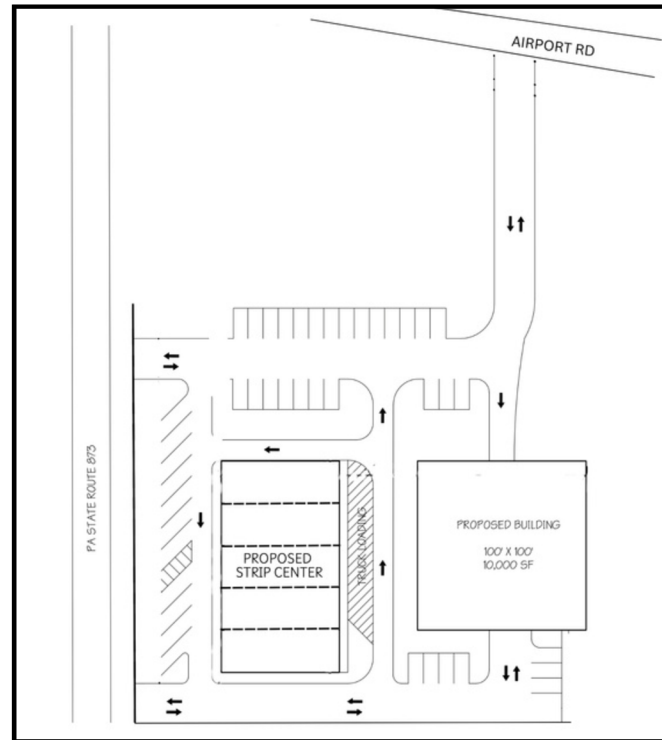 AIRPORT RD
PA STATE ROUTE 873
PROPOSED
STRIP CENTER
TRUCK LOADING
PROPOSED BUILDING
100' X 100'
10,000 SF